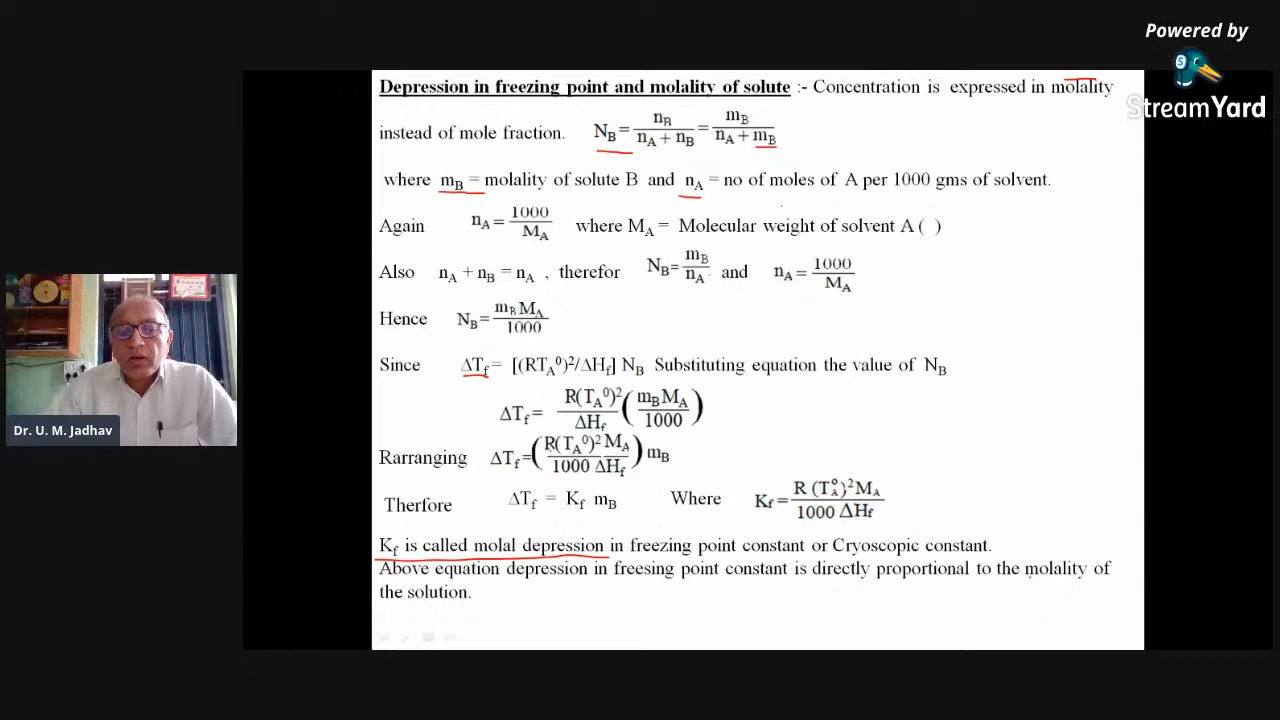 Powered by
StreamYard
Depression in freezing point and molality of solute :- Concentration is expressed in molality
instead of mole fraction. N_B = n_B / (n_A + n_B) = m_B / (n_A + m_B)
where m_B = molality of solute B and n_A = no of moles of A per 1000 gms of solvent.
Again n_A = 1000 / M_A where M_A = Molecular weight of solvent A ( )
Also n_A + n_B = n_A , therefor N_B = m_B / n_A . and n_A = 1000 / M_A
Hence N_B = m_B M_A / 1000
Since ΔT_f = [(RT_A⁰)²/ΔH_f] N_B Substituting equation the value of N_B
ΔT_f = R(T_A⁰)² / ΔH_f (m_B M_A / 1000)
Rarranging ΔT_f = (R(T_A⁰)² M_A / 1000 ΔH_f) m_B
Therfore ΔT_f = K_f m_B Where K_f = R (T_A°)² M_A / 1000 ΔH_f
K_f is called molal depression in freezing point constant or Cryoscopic constant.
Above equation depression in freesing point constant is directly proportional to the molality of
the solution.
Dr. U. M. Jadhav